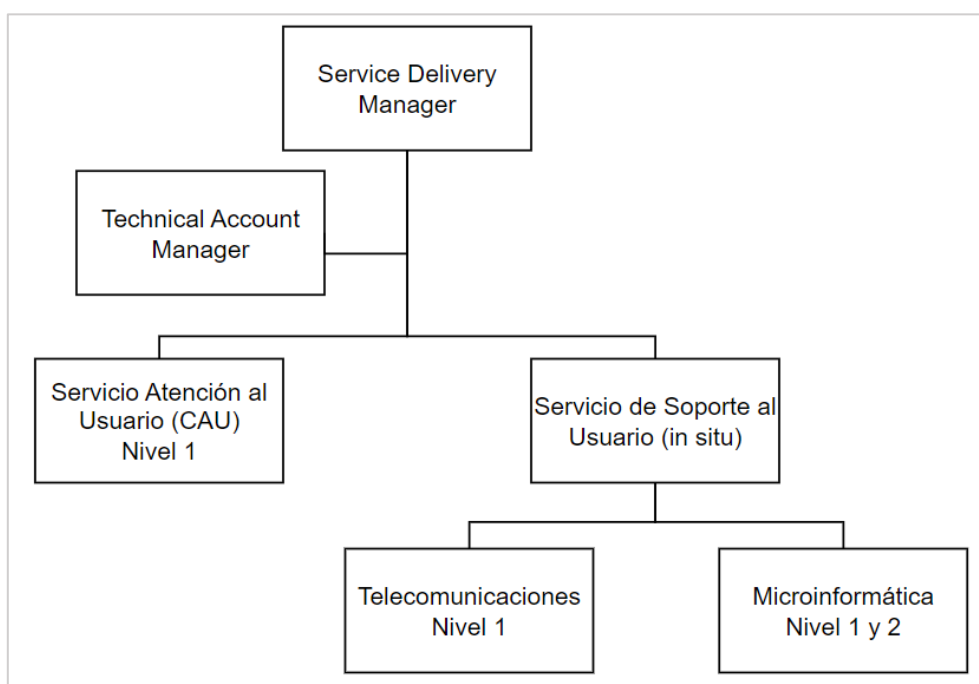 Service Delivery
Manager
Technical Account
Manager
Servicio Atención al
Usuario (CAU)
Nivel 1
Servicio de Soporte al
Usuario (in situ)
Telecomunicaciones
Nivel 1
Microinformática
Nivel 1 y 2